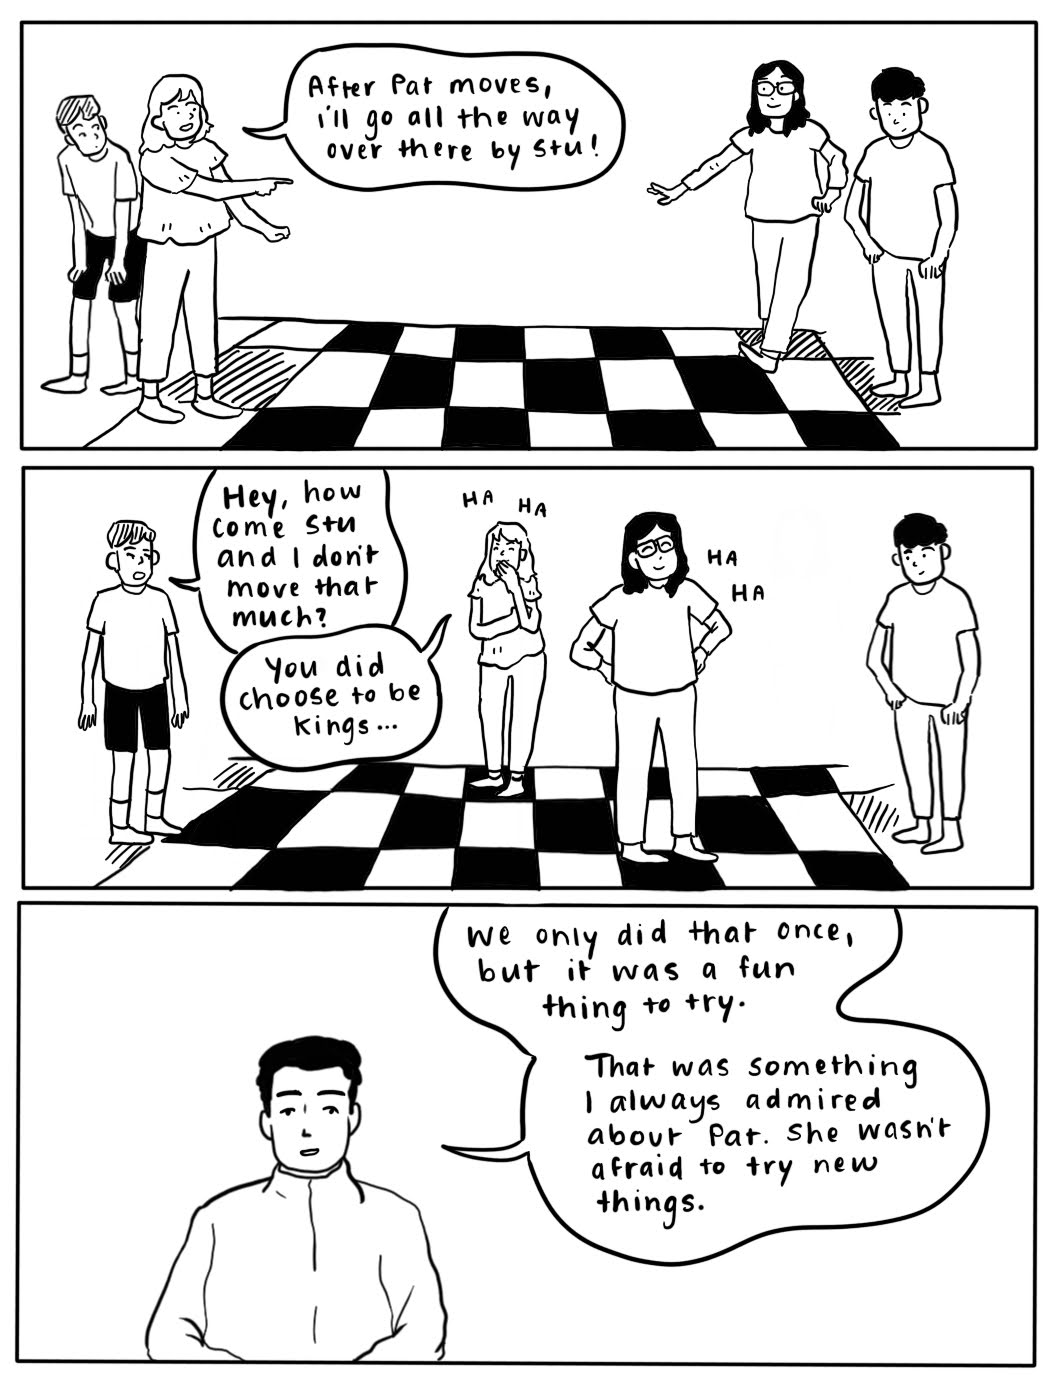 After Pat moves,
i'll go all the way
over there by Stu!
Hey, how
come Stu
and I don't
move that
much?
You did
choose to be
kings...
HA HA
HA
HA
We only did that once,
but it was a fun
thing to try.
That was something
I always admired
about Pat. She wasn't
afraid to try new
things.